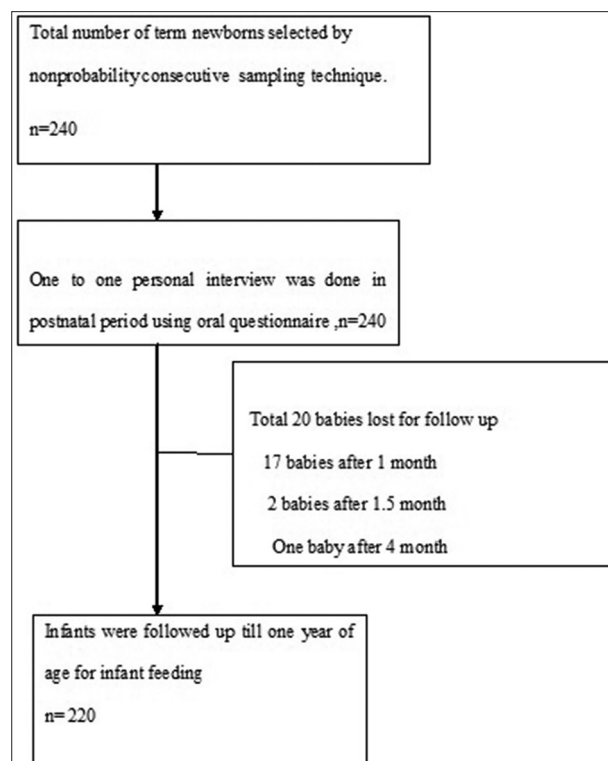 Total number of term newborns selected by
nonprobability consecutive sampling technique.
n=240
One to one personal interview was done in
postnatal period using oral questionnaire ,n=240
Total 20 babies lost for follow up
17 babies after 1 month
2 babies after 1.5 month
One baby after 4 month
Infants were followed up till one year of
age for infant feeding
n= 220